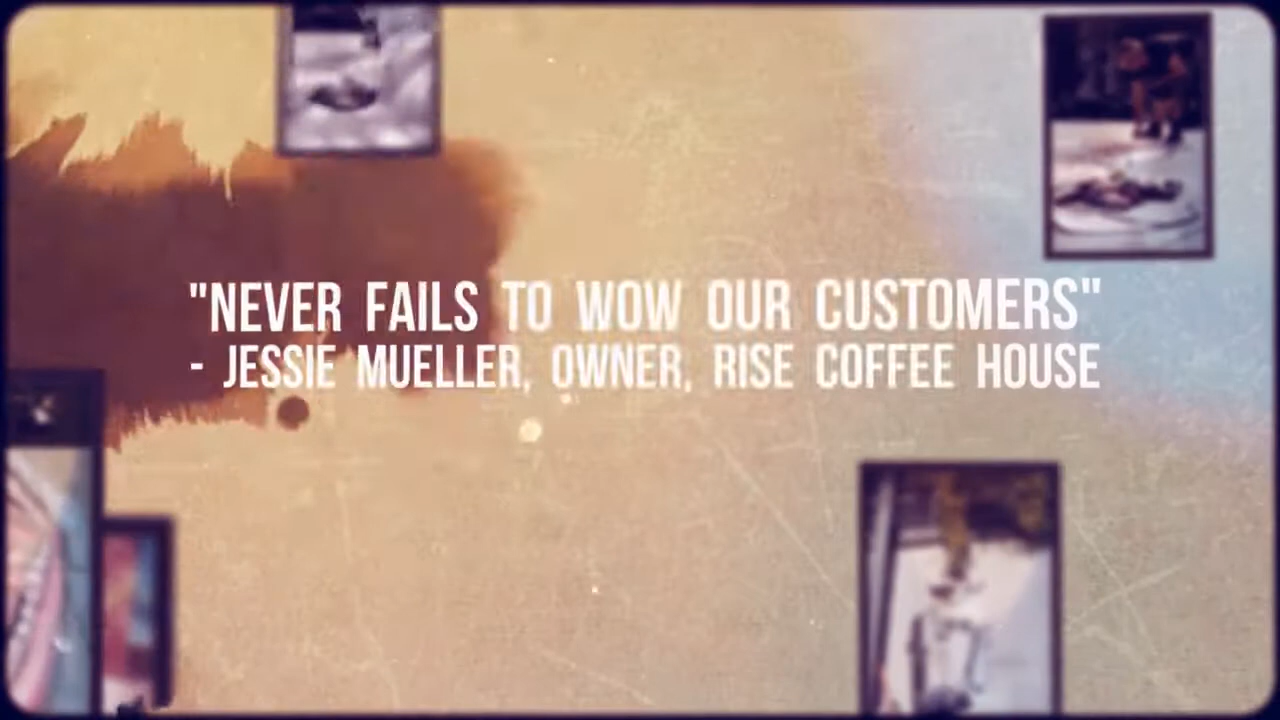 "NEVER FAILS TO WOW OUR CUSTOMERS"
- JESSIE MUELLER, OWNER, RISE COFFEE HOUSE